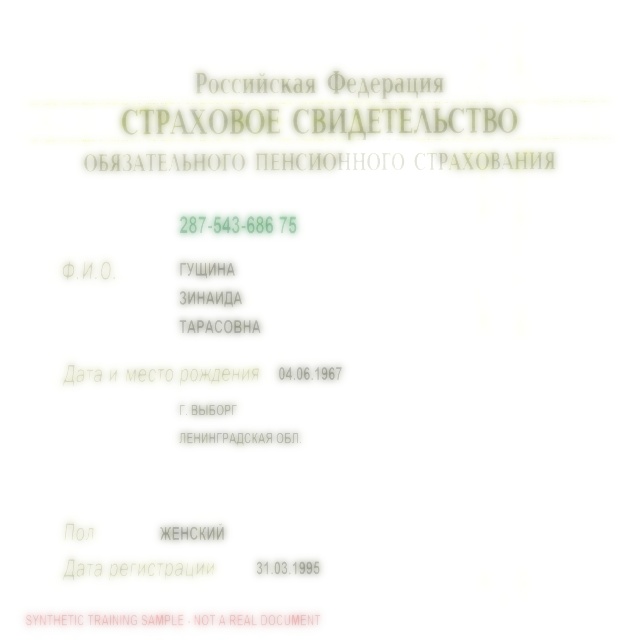 Российская Федерация
СТРАХОВОЕ СВИДЕТЕЛЬСТВО
ОБЯЗАТЕЛЬНОГО ПЕНСИОННОГО СТРАХОВАНИЯ
287-543-686 75
Ф.И.О. ГУЩИНА
ЗИНАИДА
ТАРАСОВНА
Дата и место рождения 04.06.1967
Г. ВЫБОРГ
ЛЕНИНГРАДСКАЯ ОБЛ.
Пол ЖЕНСКИЙ
Дата регистрации 31.03.1995
SYNTHETIC TRAINING SAMPLE - NOT A REAL DOCUMENT